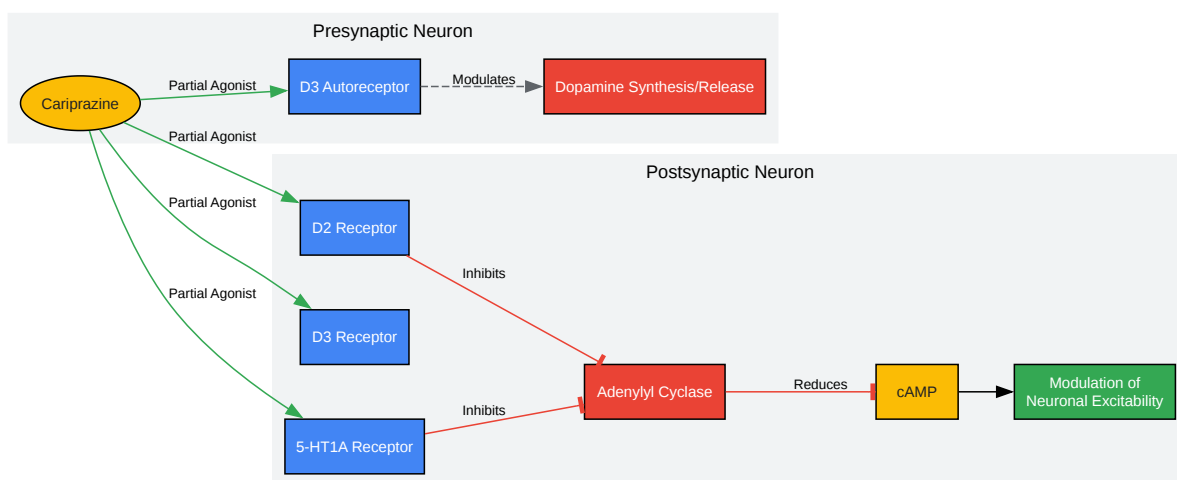 Presynaptic Neuron
Cariprazine
Partial Agonist
D3 Autoreceptor
Modulates
Dopamine Synthesis/Release
Partial Agonist
Postsynaptic Neuron
Partial Agonist
D2 Receptor
Inhibits
Partial Agonist
D3 Receptor
Adenylyl Cyclase
Reduces
cAMP
Modulation of
Neuronal Excitability
Inhibits
5-HT1A Receptor